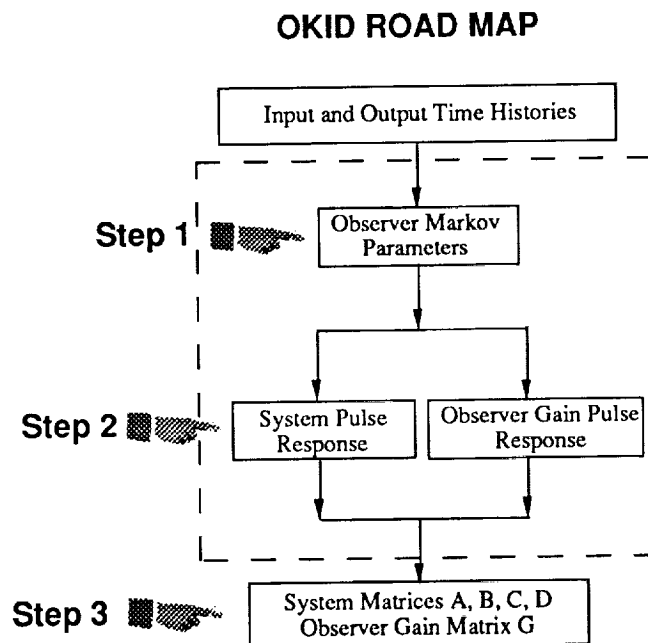 OKID ROAD MAP
Input and Output Time Histories
Step 1
Observer Markov
Parameters
Step 2
System Pulse
Response
Observer Gain Pulse
Response
Step 3
System Matrices A, B, C, D
Observer Gain Matrix G